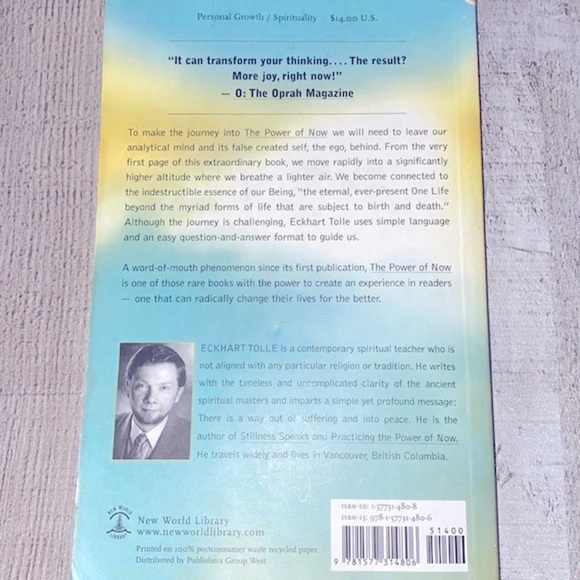 Personal Growth / Spirituality $14.00 U.S.
“It can transform your thinking.... The result?
More joy, right now!”
— O: The Oprah Magazine
To make the journey into The Power of Now we will need to leave our
analytical mind and its false created self, the ego, behind. From the very
first page of this extraordinary book, we move rapidly into a significantly
higher altitude where we breathe a lighter air. We become connected to
the indestructible essence of our Being, “the eternal, ever-present One Life
beyond the myriad forms of life that are subject to birth and death.”
Although the journey is challenging, Eckhart Tolle uses simple language
and an easy question-and-answer format to guide us.
A word-of-mouth phenomenon since its first publication, The Power of Now
is one of those rare books with the power to create an experience in readers
— one that can radically change their lives for the better.
ECKHART TOLLE is a contemporary spiritual teacher who is
not aligned with any particular religion or tradition. He writes
with the timeless and uncomplicated clarity of the ancient
spiritual masters and imparts a simple yet profound message:
There is a way out of suffering and into peace. He is the
author of Stillness Speaks and Practicing the Power of Now.
He travels widely and lives in Vancouver, British Columbia.
NEW WORLD
LIBRARY
New World Library
www.newworldlibrary.com
Printed on 100% postconsumer waste recycled paper
Distributed by Publishers Group West
ISBN-10: 1-57731-480-8
ISBN-13: 978-1-57731-480-6
51400
9 781577 314806